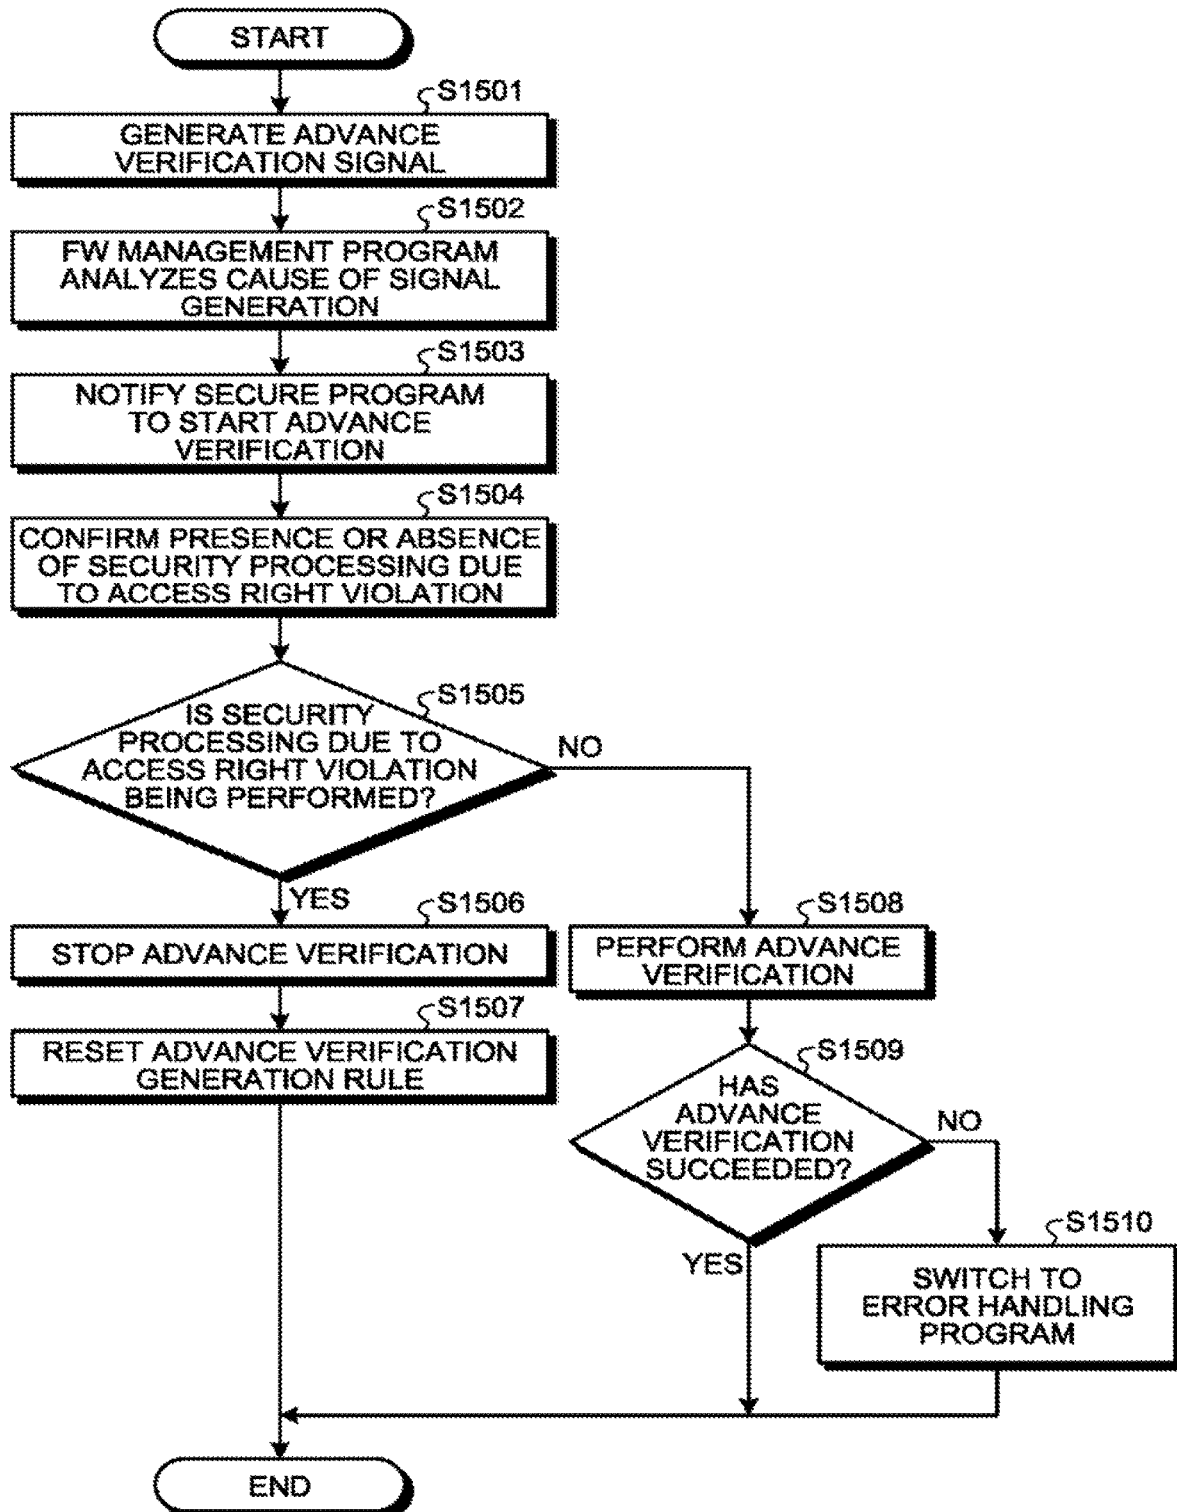 START
S1501
GENERATE ADVANCE
VERIFICATION SIGNAL
S1502
FW MANAGEMENT PROGRAM
ANALYZES CAUSE OF SIGNAL
GENERATION
S1503
NOTIFY SECURE PROGRAM
TO START ADVANCE
VERIFICATION
S1504
CONFIRM PRESENCE OR ABSENCE
OF SECURITY PROCESSING DUE
TO ACCESS RIGHT VIOLATION
S1505
IS SECURITY
PROCESSING DUE TO
ACCESS RIGHT VIOLATION
BEING PERFORMED?
NO
YES
S1506
STOP ADVANCE VERIFICATION
S1507
RESET ADVANCE VERIFICATION
GENERATION RULE
S1508
PERFORM ADVANCE
VERIFICATION
S1509
HAS
ADVANCE
VERIFICATION
SUCCEEDED?
NO
YES
S1510
SWITCH TO
ERROR HANDLING
PROGRAM
END